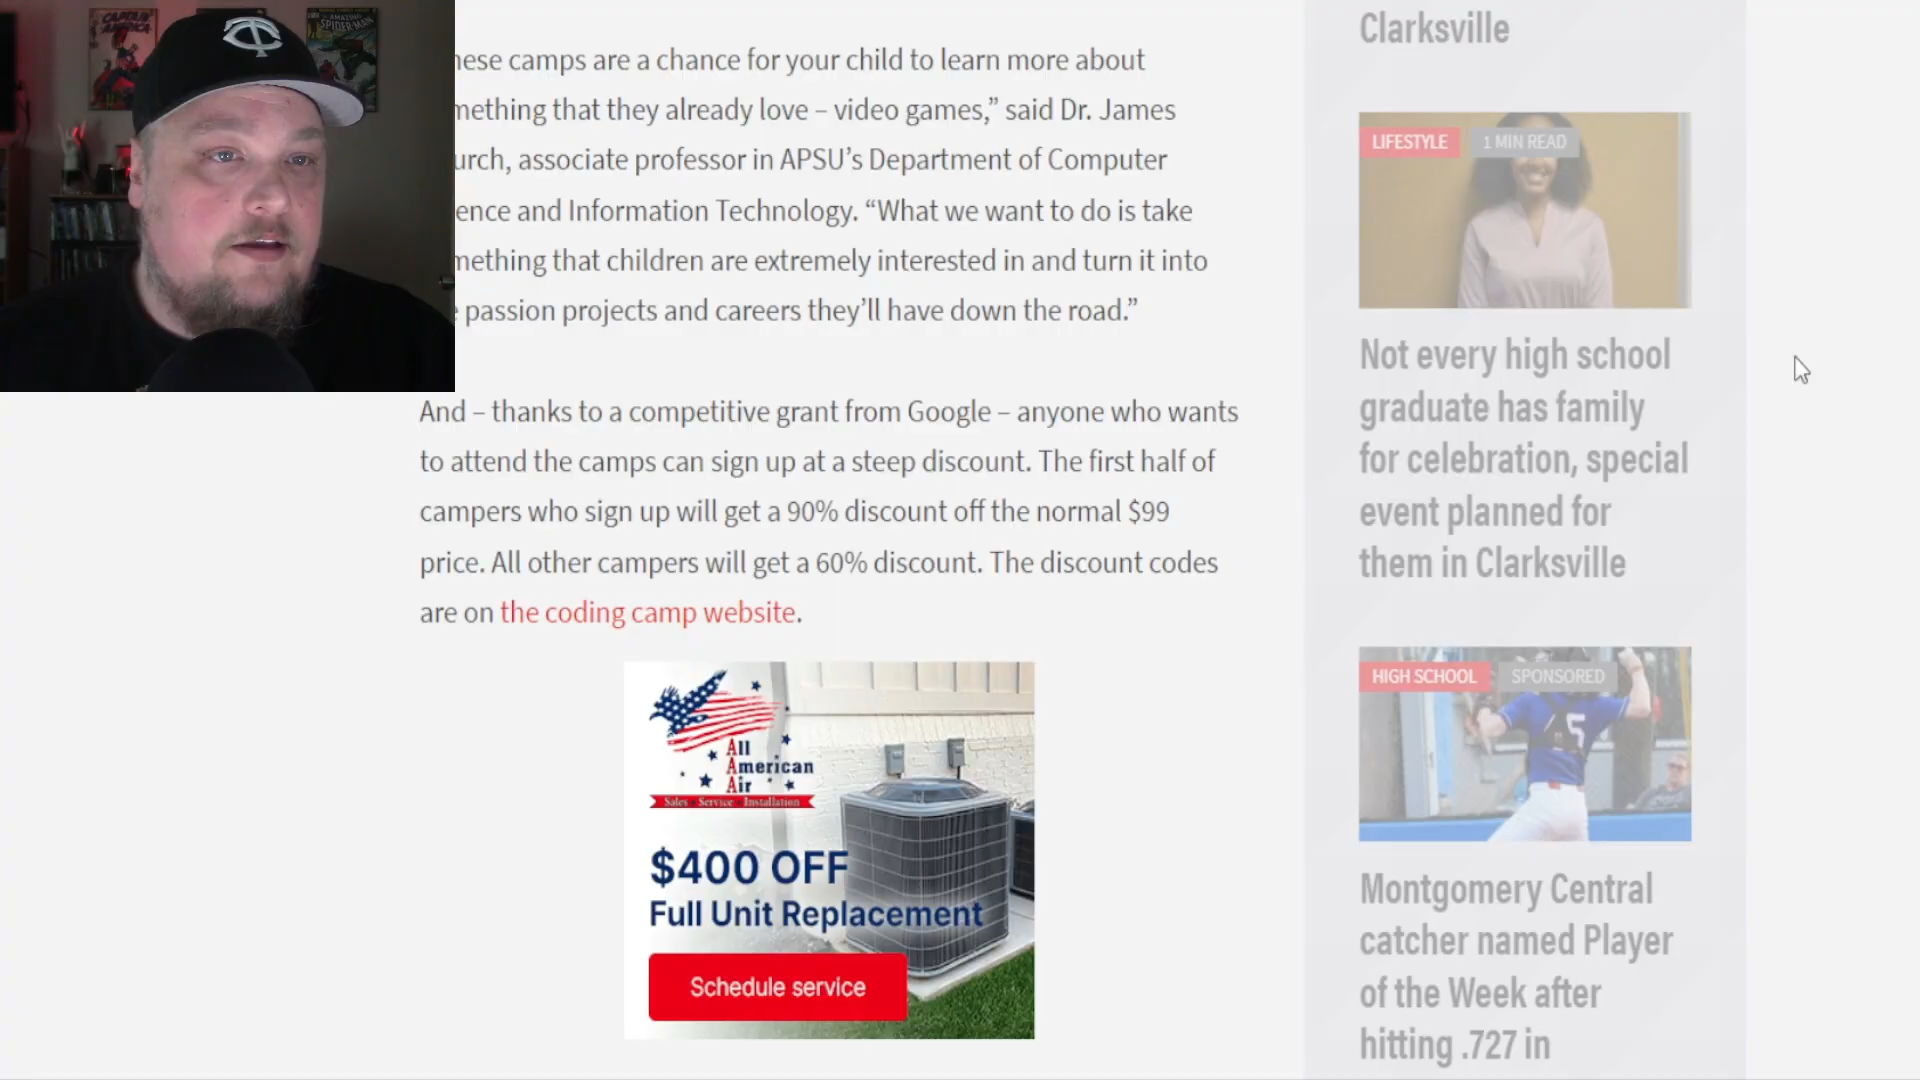 CAPTAIN AMERICA
THE AMAZING SPIDER-MAN
TC
hese camps are a chance for your child to learn more about
mething that they already love – video games,” said Dr. James
urch, associate professor in APSU’s Department of Computer
ence and Information Technology. “What we want to do is take
mething that children are extremely interested in and turn it into
passion projects and careers they’ll have down the road.”
And – thanks to a competitive grant from Google – anyone who wants
to attend the camps can sign up at a steep discount. The first half of
campers who sign up will get a 90% discount off the normal $99
price. All other campers will get a 60% discount. The discount codes
are on the coding camp website.
All
American
Air
Sales - Service - Installation
$400 OFF
Full Unit Replacement
Schedule service
Clarksville
LIFESTYLE 1 MIN READ
Not every high school
graduate has family
for celebration, special
event planned for
them in Clarksville
HIGH SCHOOL SPONSORED
5
Montgomery Central
catcher named Player
of the Week after
hitting .727 in